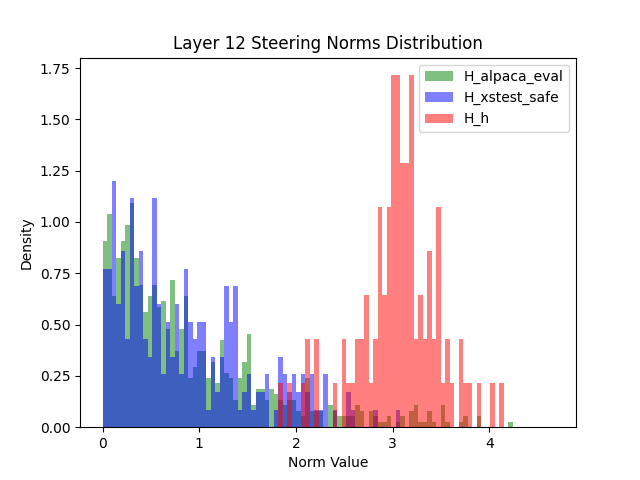 Layer 12 Steering Norms Distribution
H_alpaca_eval
H_xstest_safe
H_h
1.75
1.50
1.25
1.00
0.75
0.50
0.25
0.00
Density
0 1 2 3 4
Norm Value